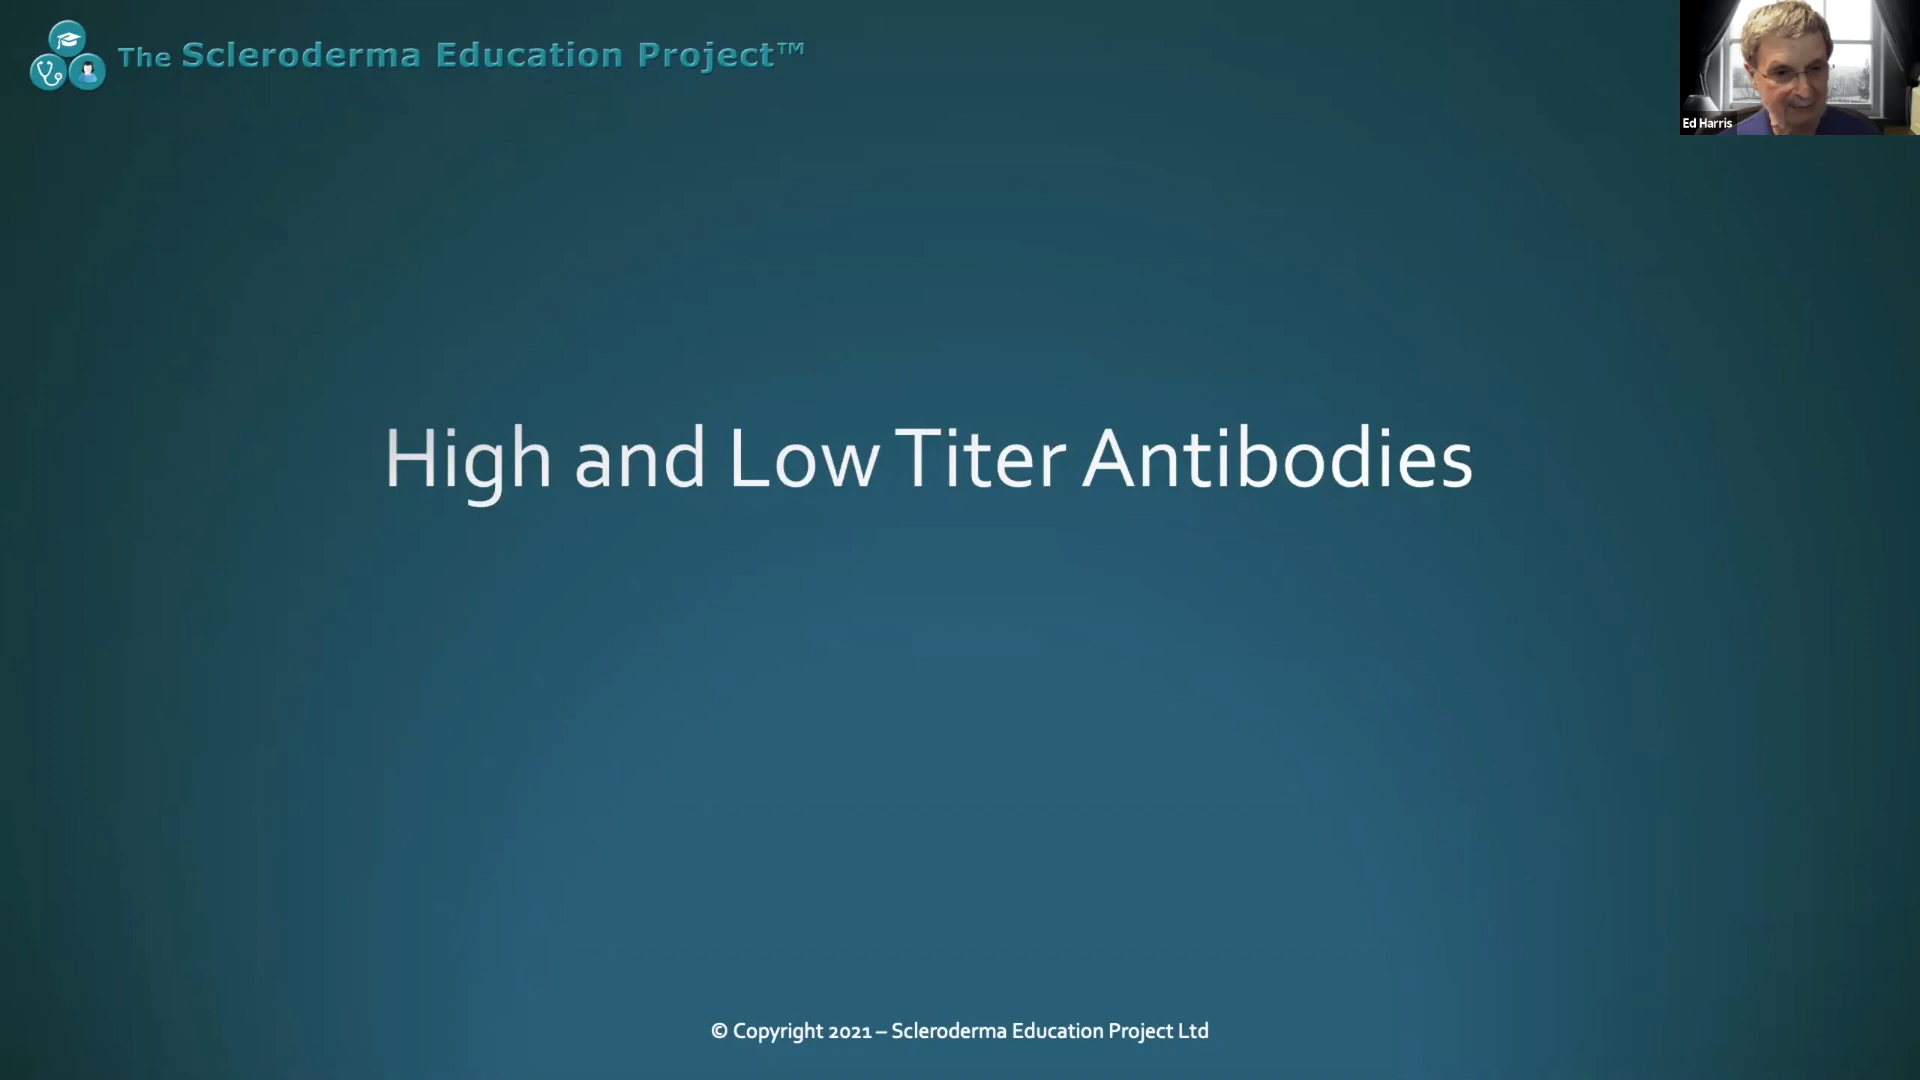 The Scleroderma Education Project™
Ed Harris
High and Low Titer Antibodies
© Copyright 2021 – Scleroderma Education Project Ltd